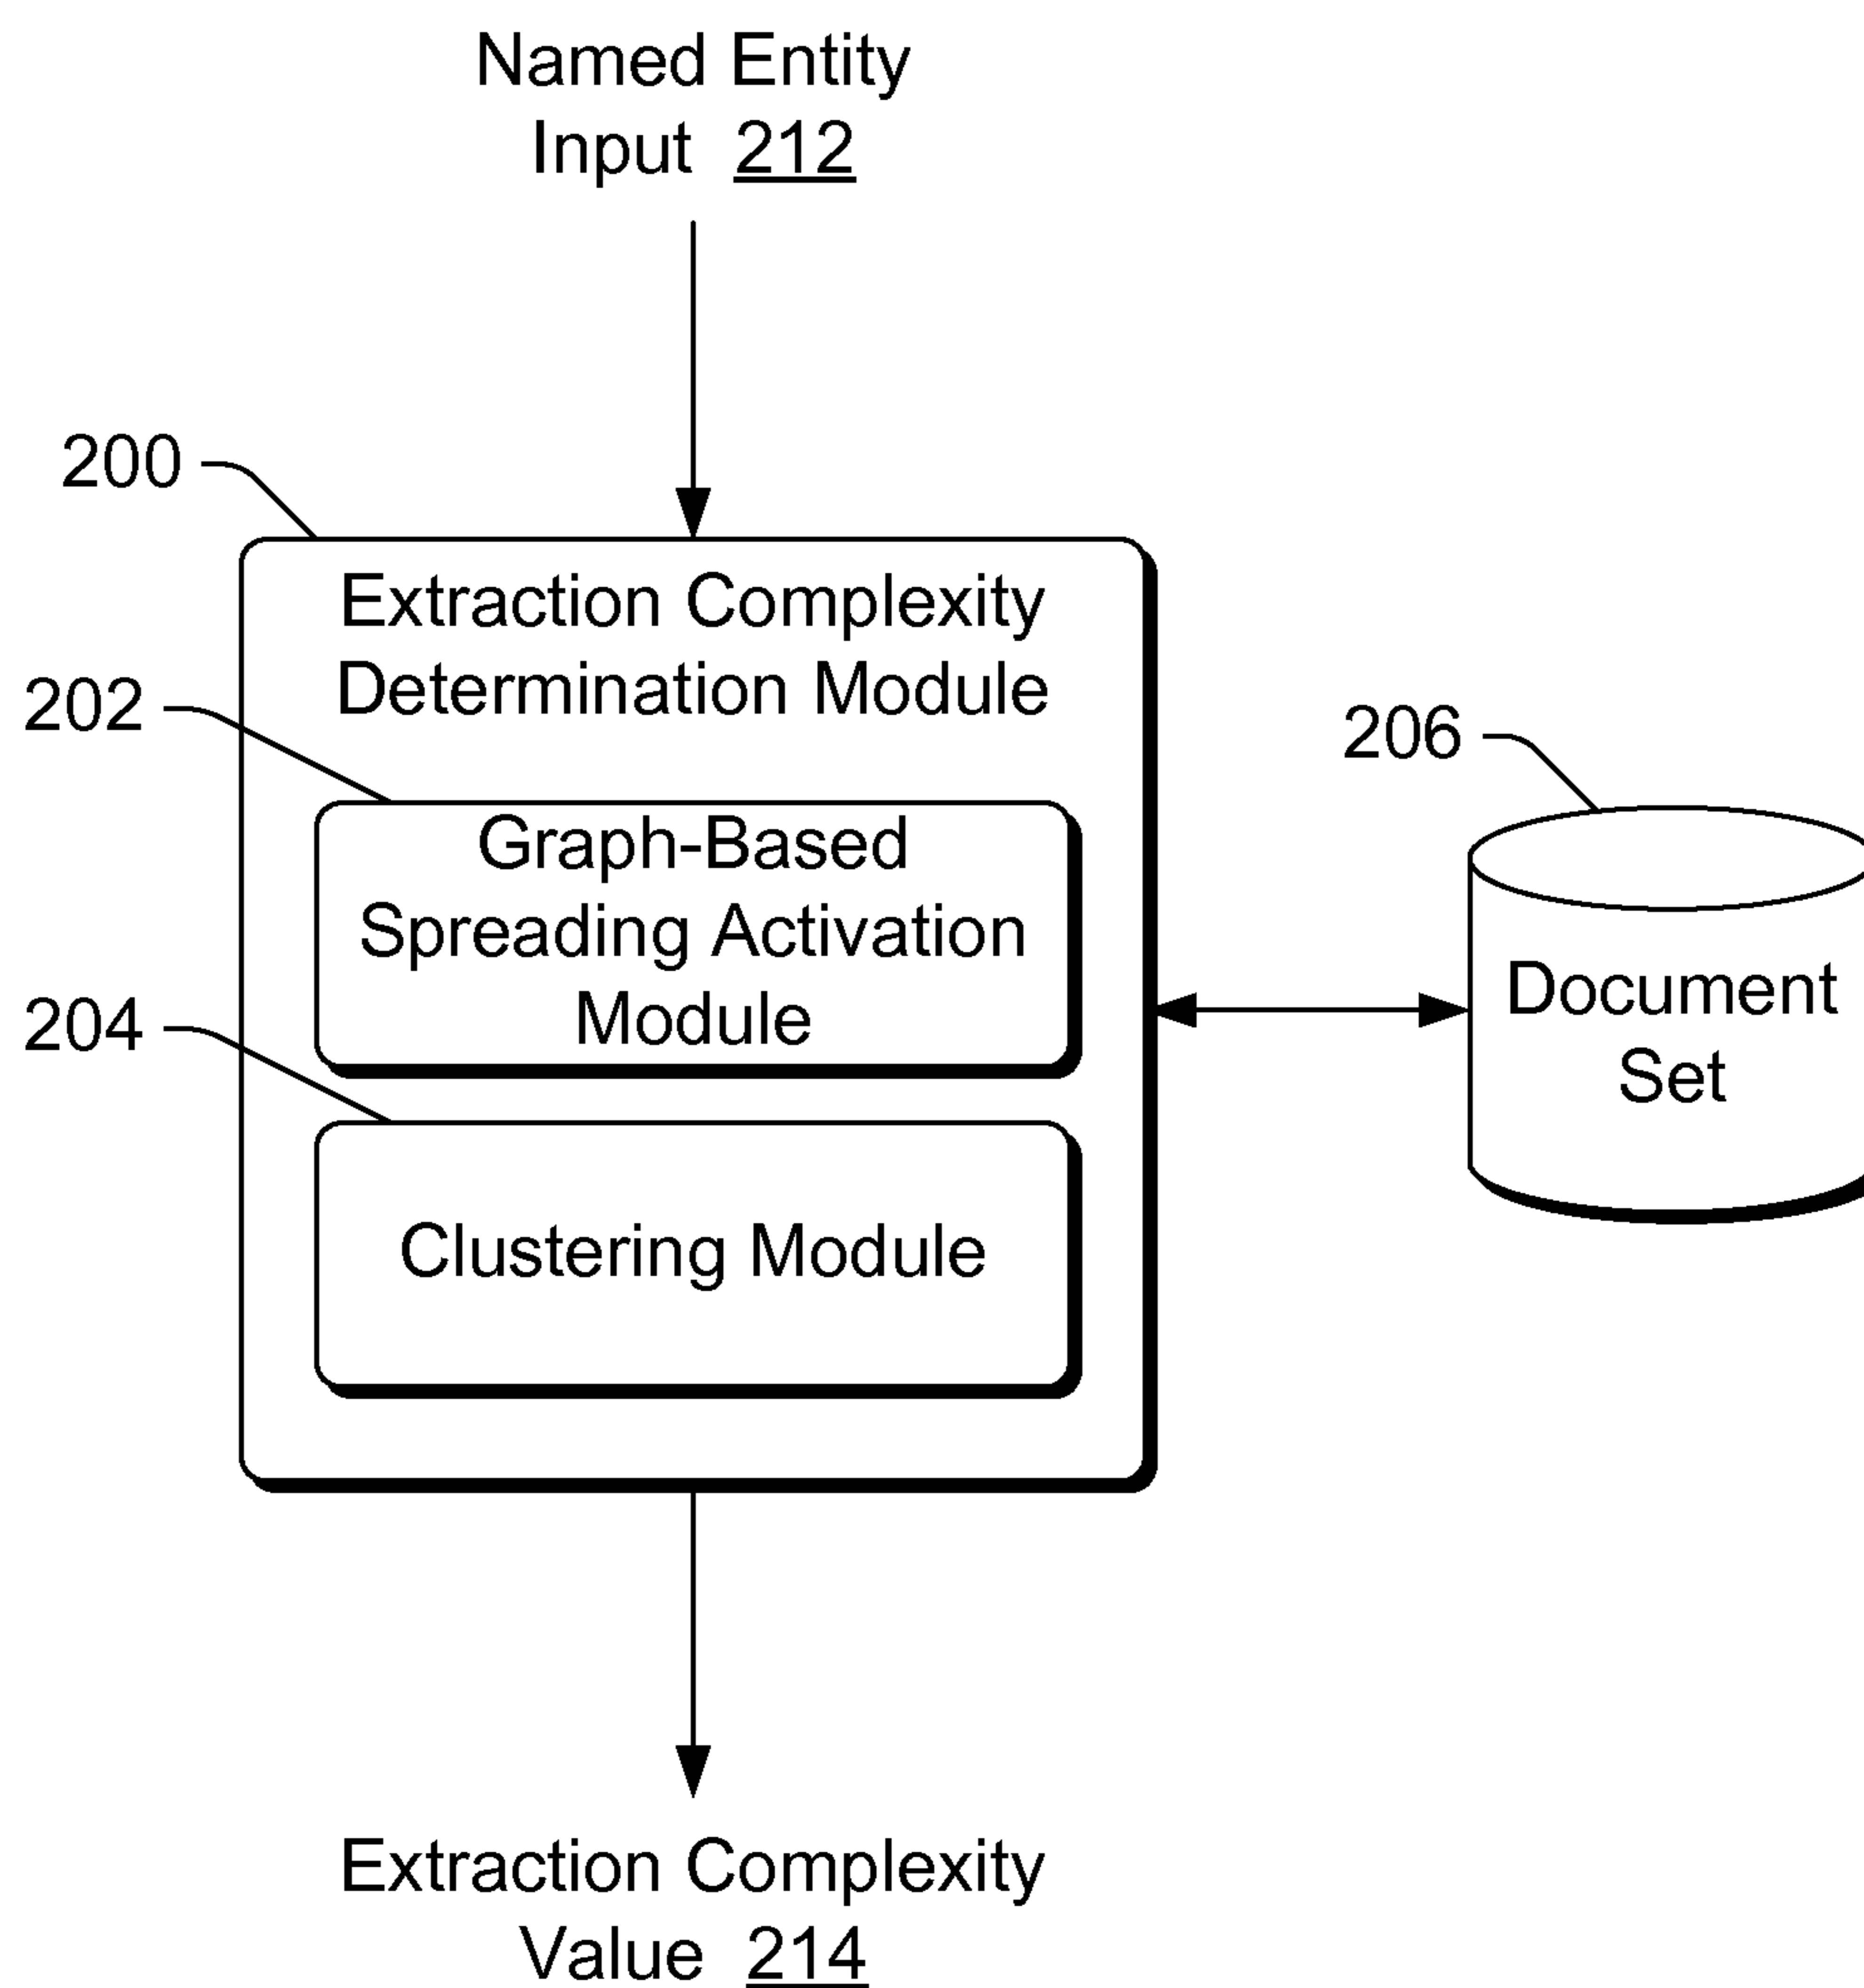 Named Entity
Input 212
200
Extraction Complexity
Determination Module
202
Graph-Based
Spreading Activation
Module
206
Document
Set
204
Clustering Module
Extraction Complexity
Value 214